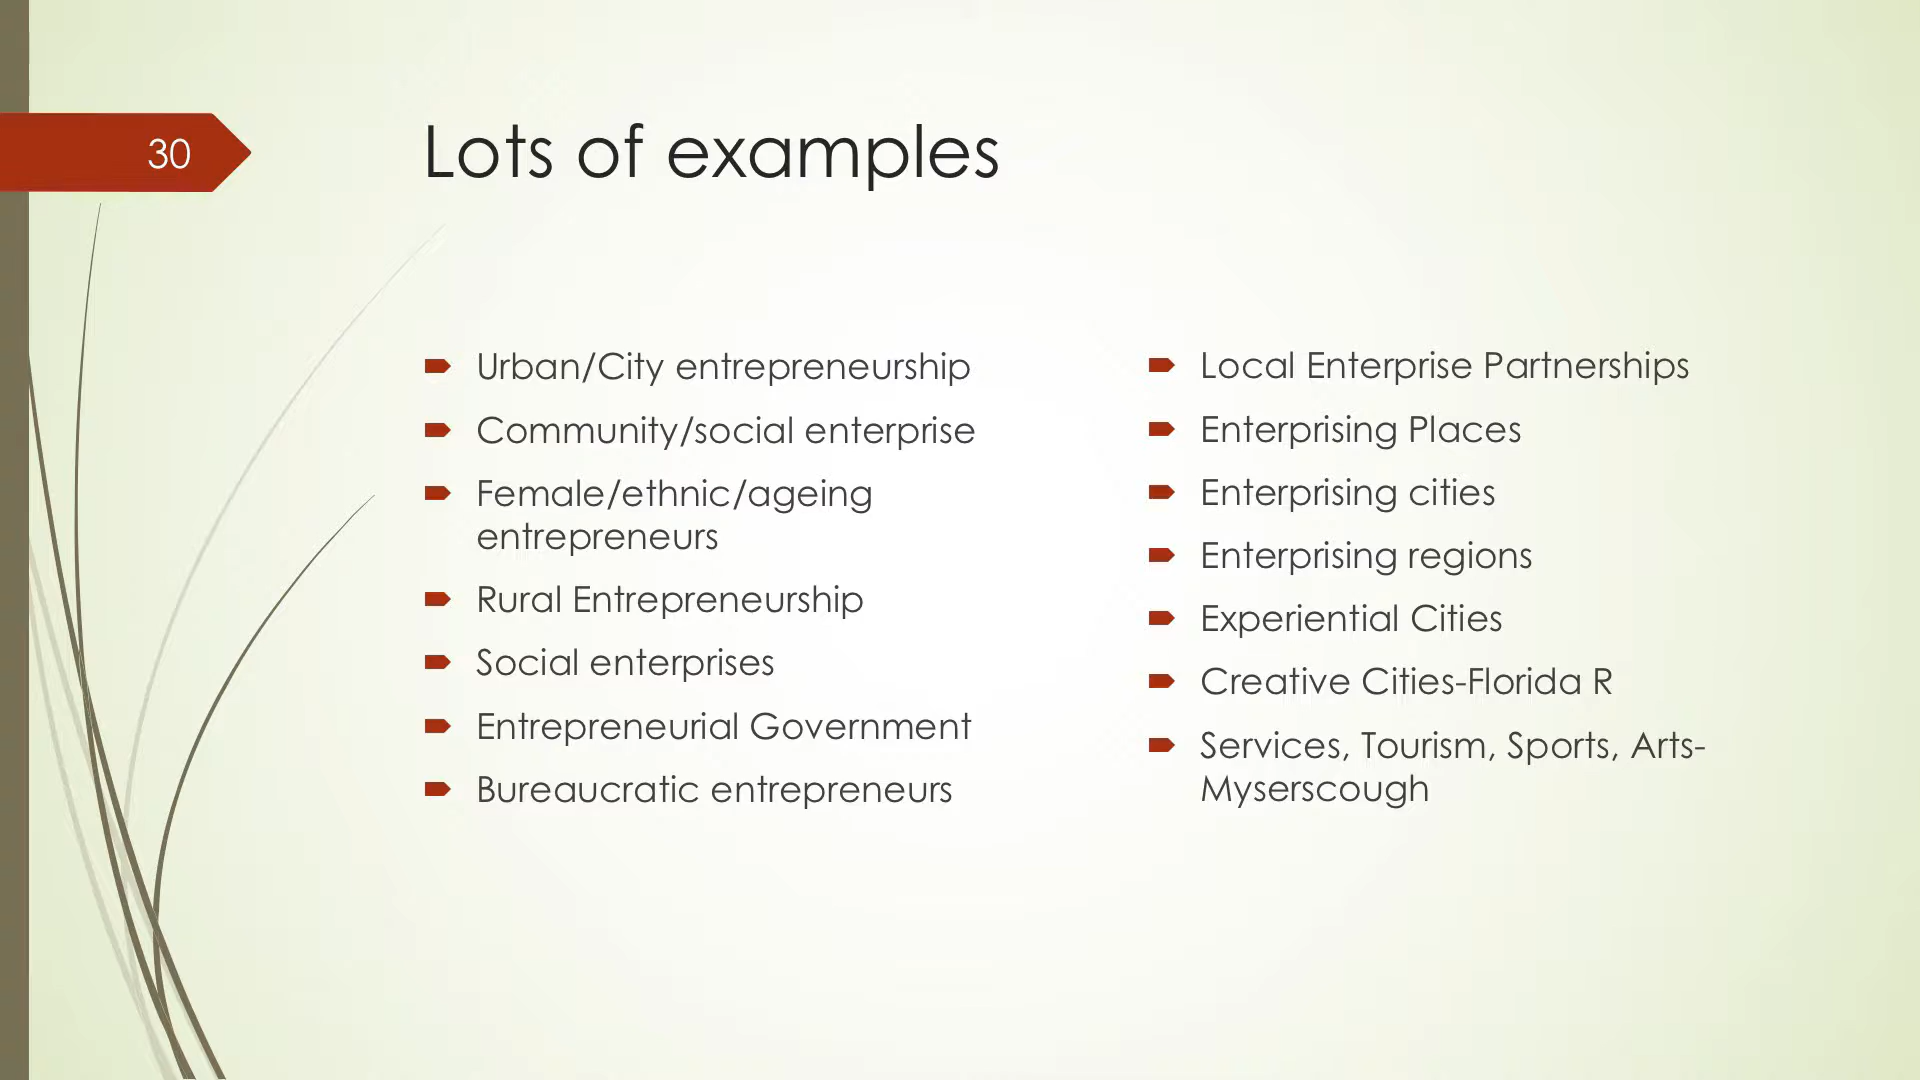 30
Lots of examples
Urban/City entrepreneurship
Community/social enterprise
Female/ethnic/ageing
entrepreneurs
Rural Entrepreneurship
Social enterprises
Entrepreneurial Government
Bureaucratic entrepreneurs
Local Enterprise Partnerships
Enterprising Places
Enterprising cities
Enterprising regions
Experiential Cities
Creative Cities-Florida R
Services, Tourism, Sports, Arts-
Myserscough